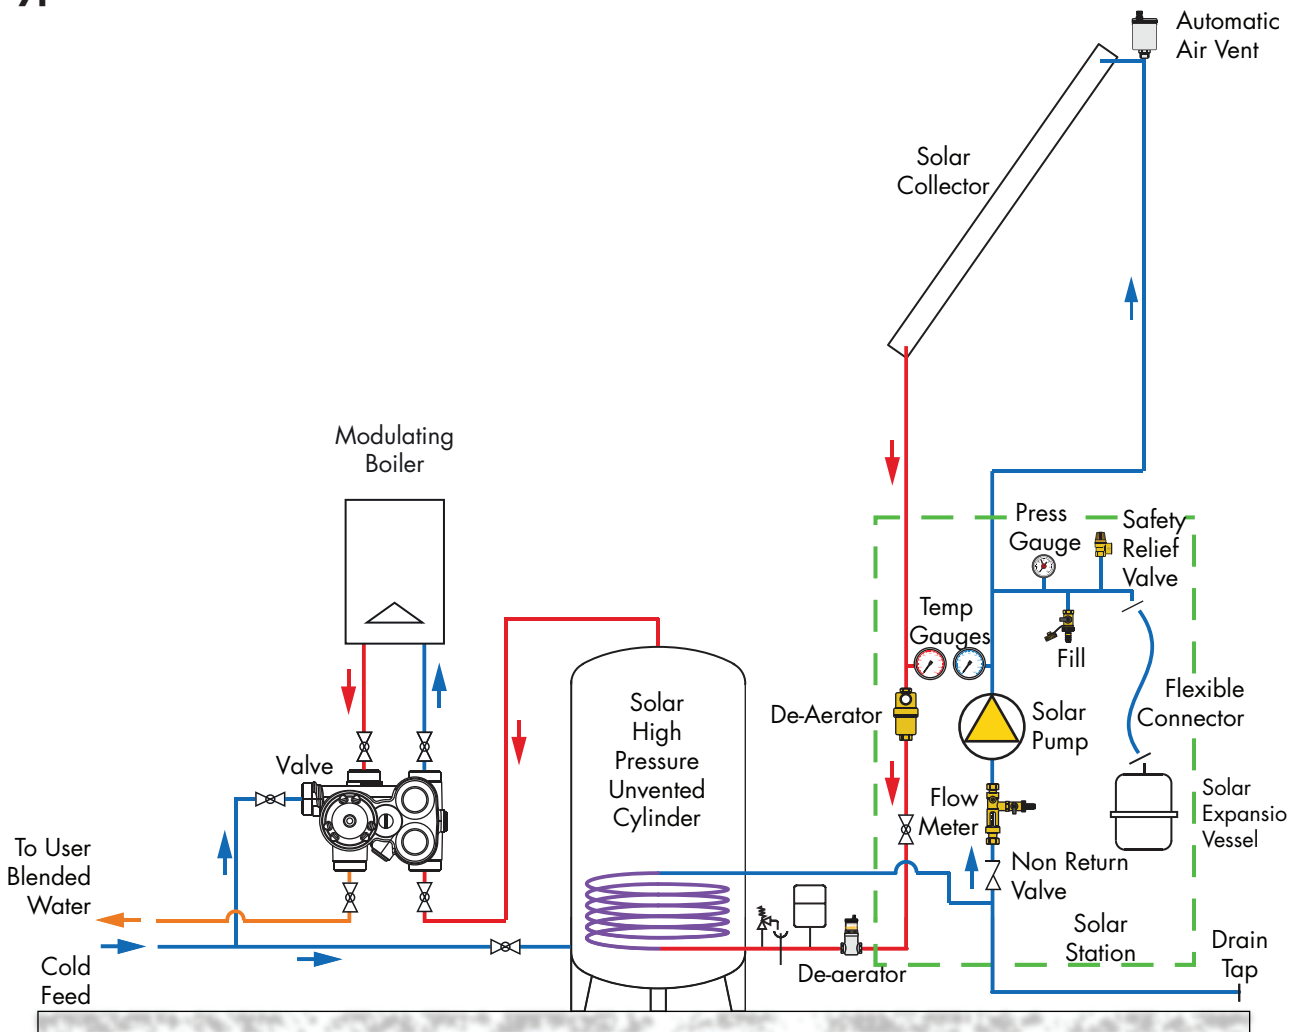 Automatic
Air Vent
Solar
Collector
Modulating
Boiler
Press
Gauge
Safety
Relief
Valve
Temp
Gauges
Fill
Flexible
Connector
De-Aerator
Solar
Pump
Solar
High
Pressure
Unvented
Cylinder
Valve
Flow
Meter
Solar
Expansio
Vessel
To User
Blended
Water
Non Return
Valve
Solar
Station
Drain
Tap
De-aerator
Cold
Feed